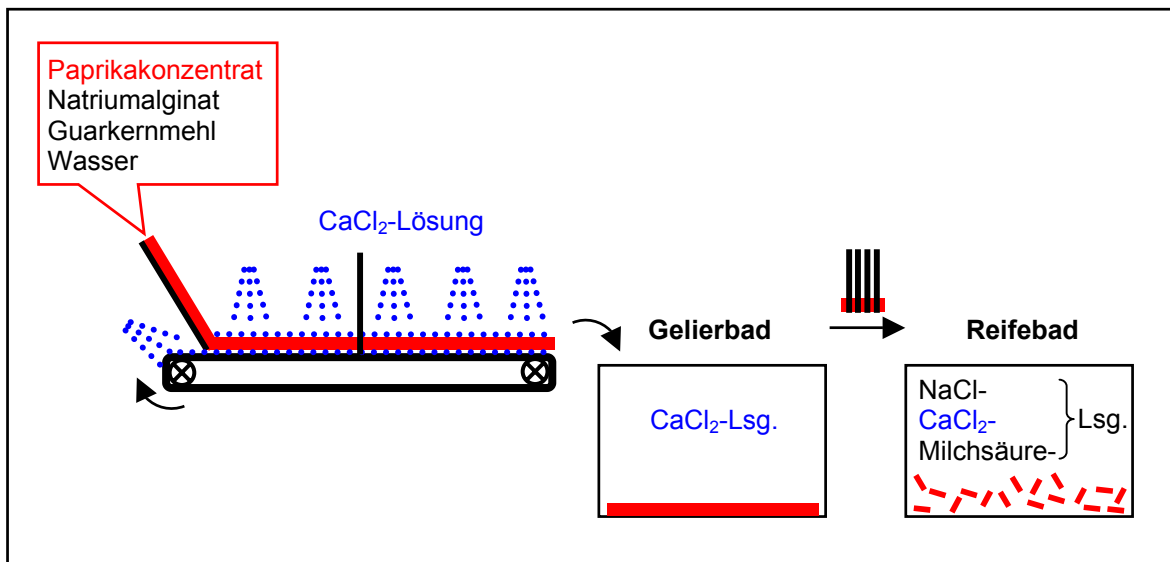 Paprikakonzentrat
Natriumalginat
Guarkernmehl
Wasser
CaCl₂-Lösung
Gelierbad
Reifebad
CaCl₂-Lsg.
NaCl-
CaCl₂-
Milchsäure-
Lsg.